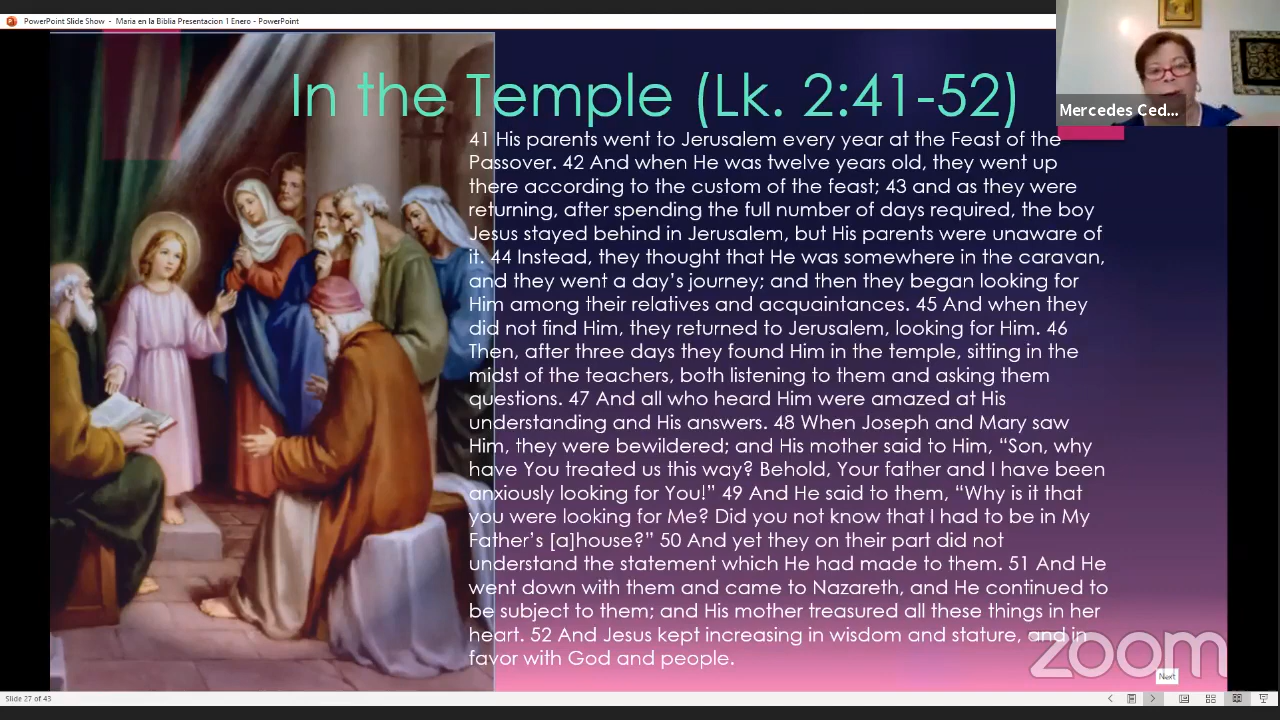 PowerPoint Slide Show - Maria en la Biblia Presentacion 1 Enero - PowerPoint
In the Temple (Lk. 2:41-52)
Mercedes Ced...
41 His parents went to Jerusalem every year at the Feast of the
Passover. 42 And when He was twelve years old, they went up
there according to the custom of the feast; 43 and as they were
returning, after spending the full number of days required, the boy
Jesus stayed behind in Jerusalem, but His parents were unaware of
it. 44 Instead, they thought that He was somewhere in the caravan,
and they went a day’s journey; and then they began looking for
Him among their relatives and acquaintances. 45 And when they
did not find Him, they returned to Jerusalem, looking for Him. 46
Then, after three days they found Him in the temple, sitting in the
midst of the teachers, both listening to them and asking them
questions. 47 And all who heard Him were amazed at His
understanding and His answers. 48 When Joseph and Mary saw
Him, they were bewildered; and His mother said to Him, “Son, why
have You treated us this way? Behold, Your father and I have been
anxiously looking for You!” 49 And He said to them, “Why is it that
you were looking for Me? Did you not know that I had to be in My
Father’s [a]house?” 50 And yet they on their part did not
understand the statement which He had made to them. 51 And He
went down with them and came to Nazareth, and He continued to
be subject to them; and His mother treasured all these things in her
heart. 52 And Jesus kept increasing in wisdom and stature, and in
favor with God and people.
zoom
Next
Slide 27 of 43